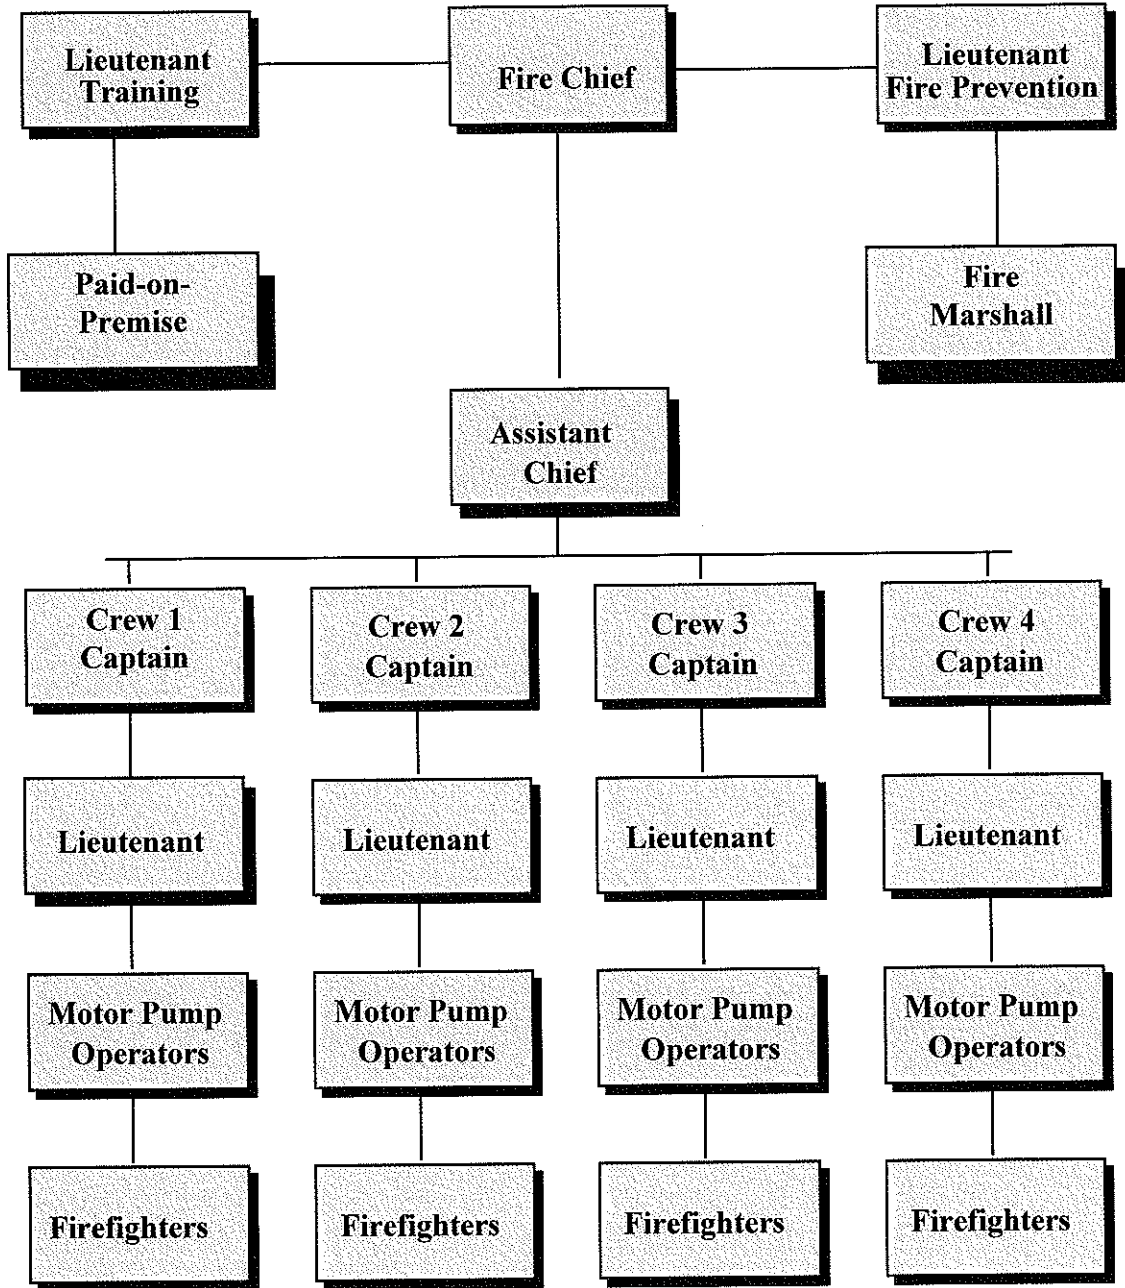 Lieutenant
Training
Fire Chief
Lieutenant
Fire Prevention
Paid-on-
Premise
Fire
Marshall
Assistant
Chief
Crew 1
Captain
Crew 2
Captain
Crew 3
Captain
Crew 4
Captain
Lieutenant
Lieutenant
Lieutenant
Lieutenant
Motor Pump
Operators
Motor Pump
Operators
Motor Pump
Operators
Motor Pump
Operators
Firefighters
Firefighters
Firefighters
Firefighters